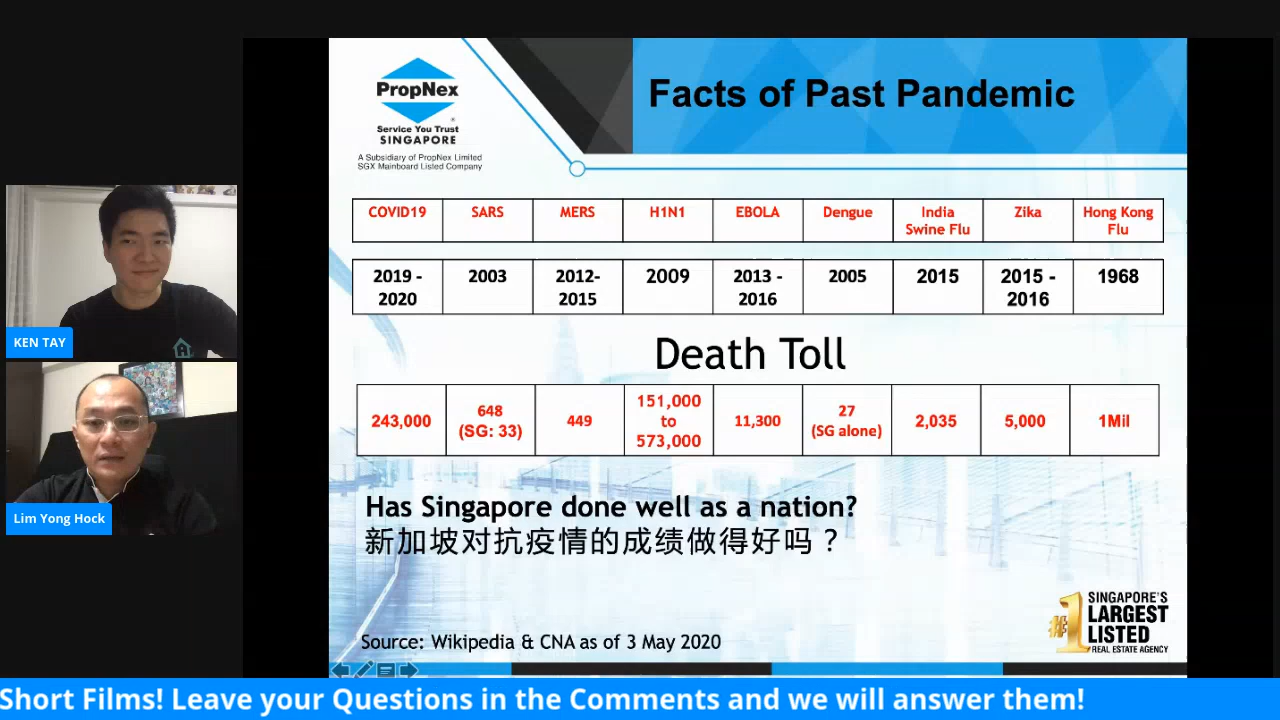 PropNex
Service You Trust
SINGAPORE
A Subsidiary of PropNex Limited
SGX Mainboard Listed Company
Facts of Past Pandemic
COVID19 SARS MERS H1N1 EBOLA Dengue India Swine Flu Zika Hong Kong Flu
2019 - 2020 2003 2012-2015 2009 2013 - 2016 2005 2015 2015 - 2016 1968
Death Toll
243,000 648 (SG: 33) 449 151,000 to 573,000 11,300 27 (SG alone) 2,035 5,000 1Mil
Has Singapore done well as a nation?
新加坡对抗疫情的成绩做得好吗？
Source: Wikipedia & CNA as of 3 May 2020
#1 SINGAPORE'S
LARGEST
LISTED
REAL ESTATE AGENCY
KEN TAY
Lim Yong Hock
Short Films! Leave your Questions in the Comments and we will answer them!